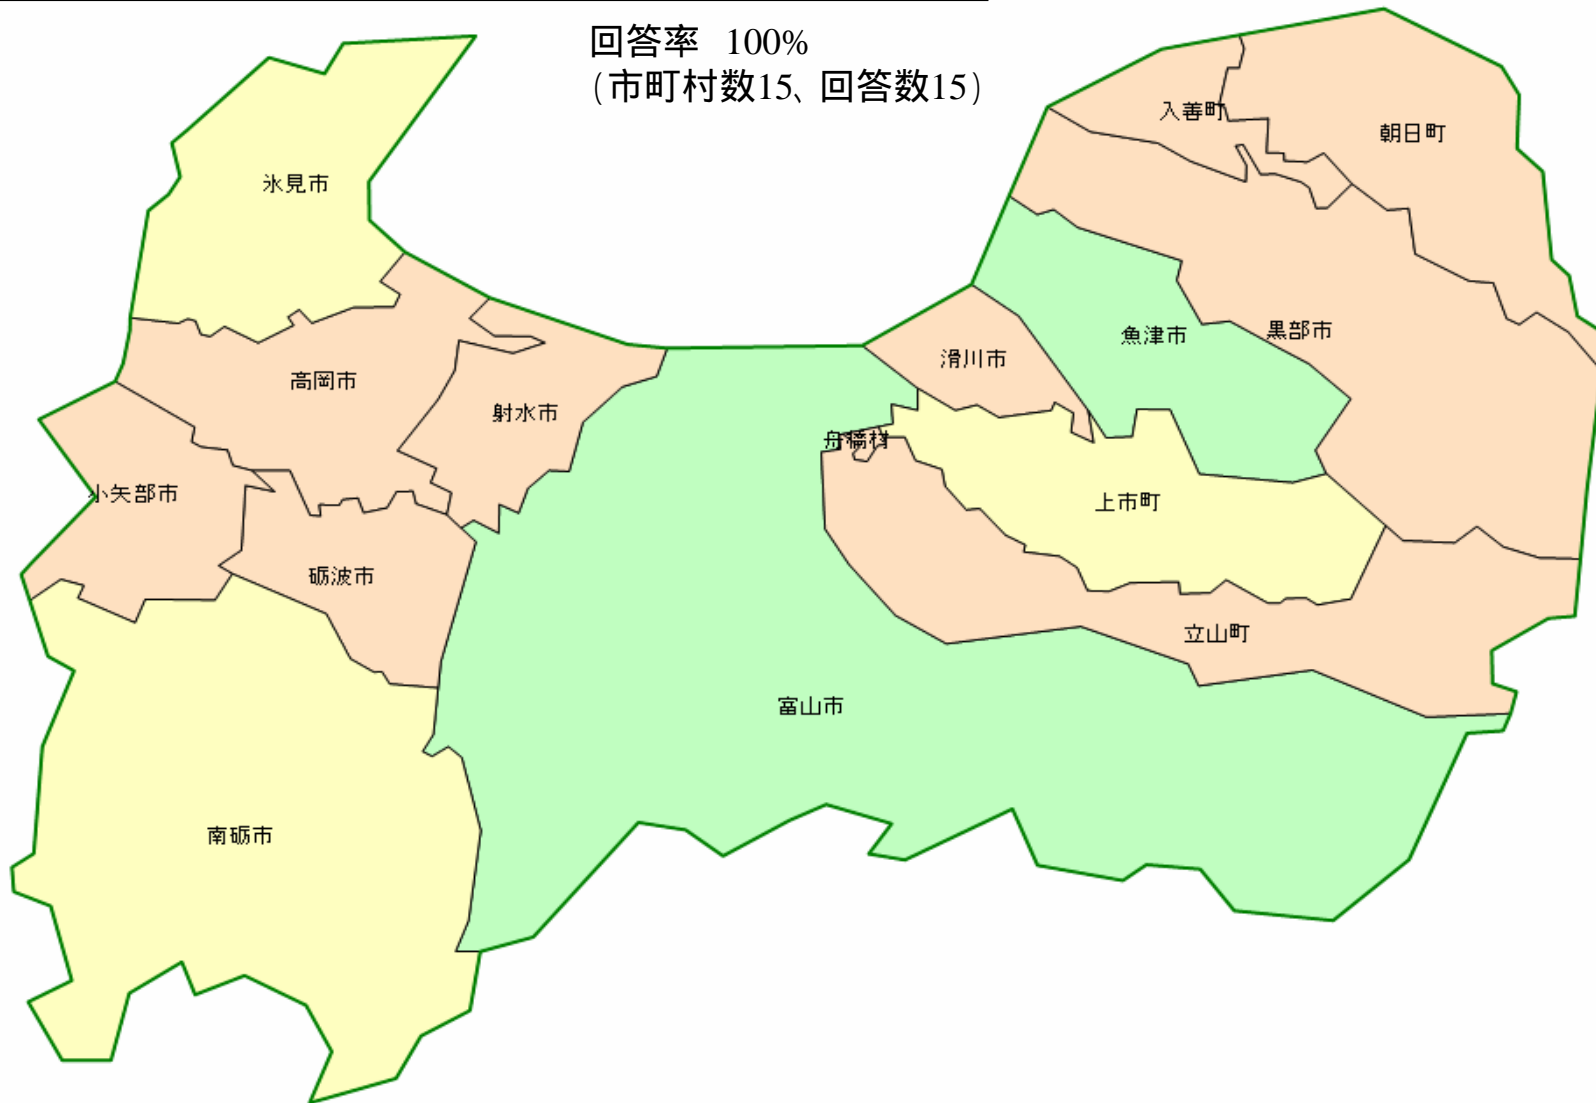 回答率 100%
(市町村数15、回答数15)
入善町
朝日町
氷見市
魚津市
黒部市
滑川市
高岡市
射水市
舟橋村
小矢部市
上市町
砺波市
立山町
富山市
南砺市